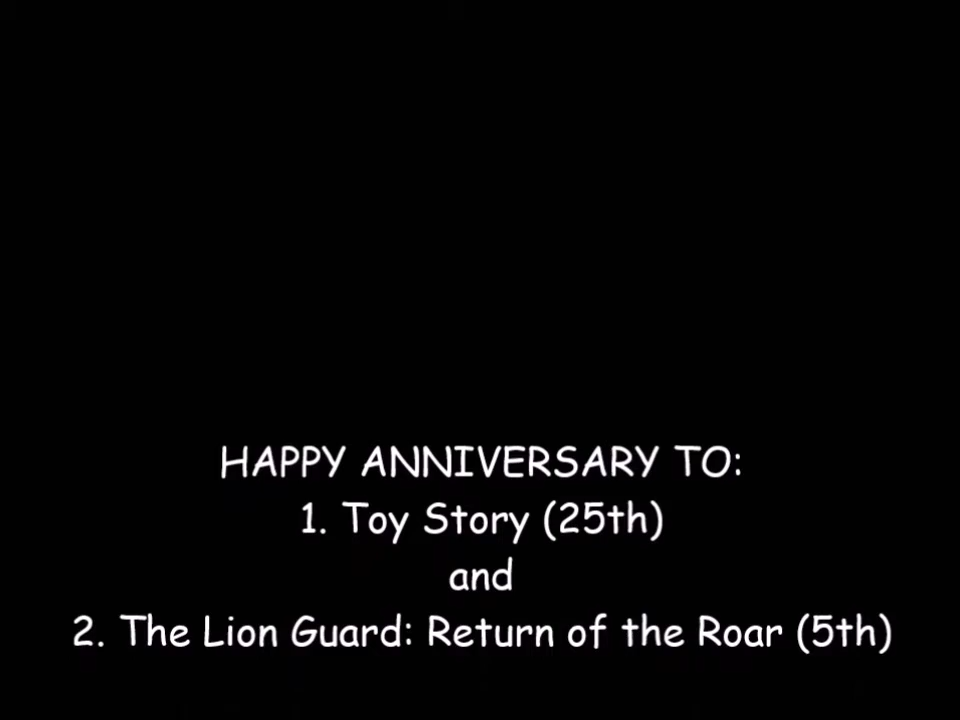 HAPPY ANNIVERSARY TO:
1. Toy Story (25th)
and
2. The Lion Guard: Return of the Roar (5th)